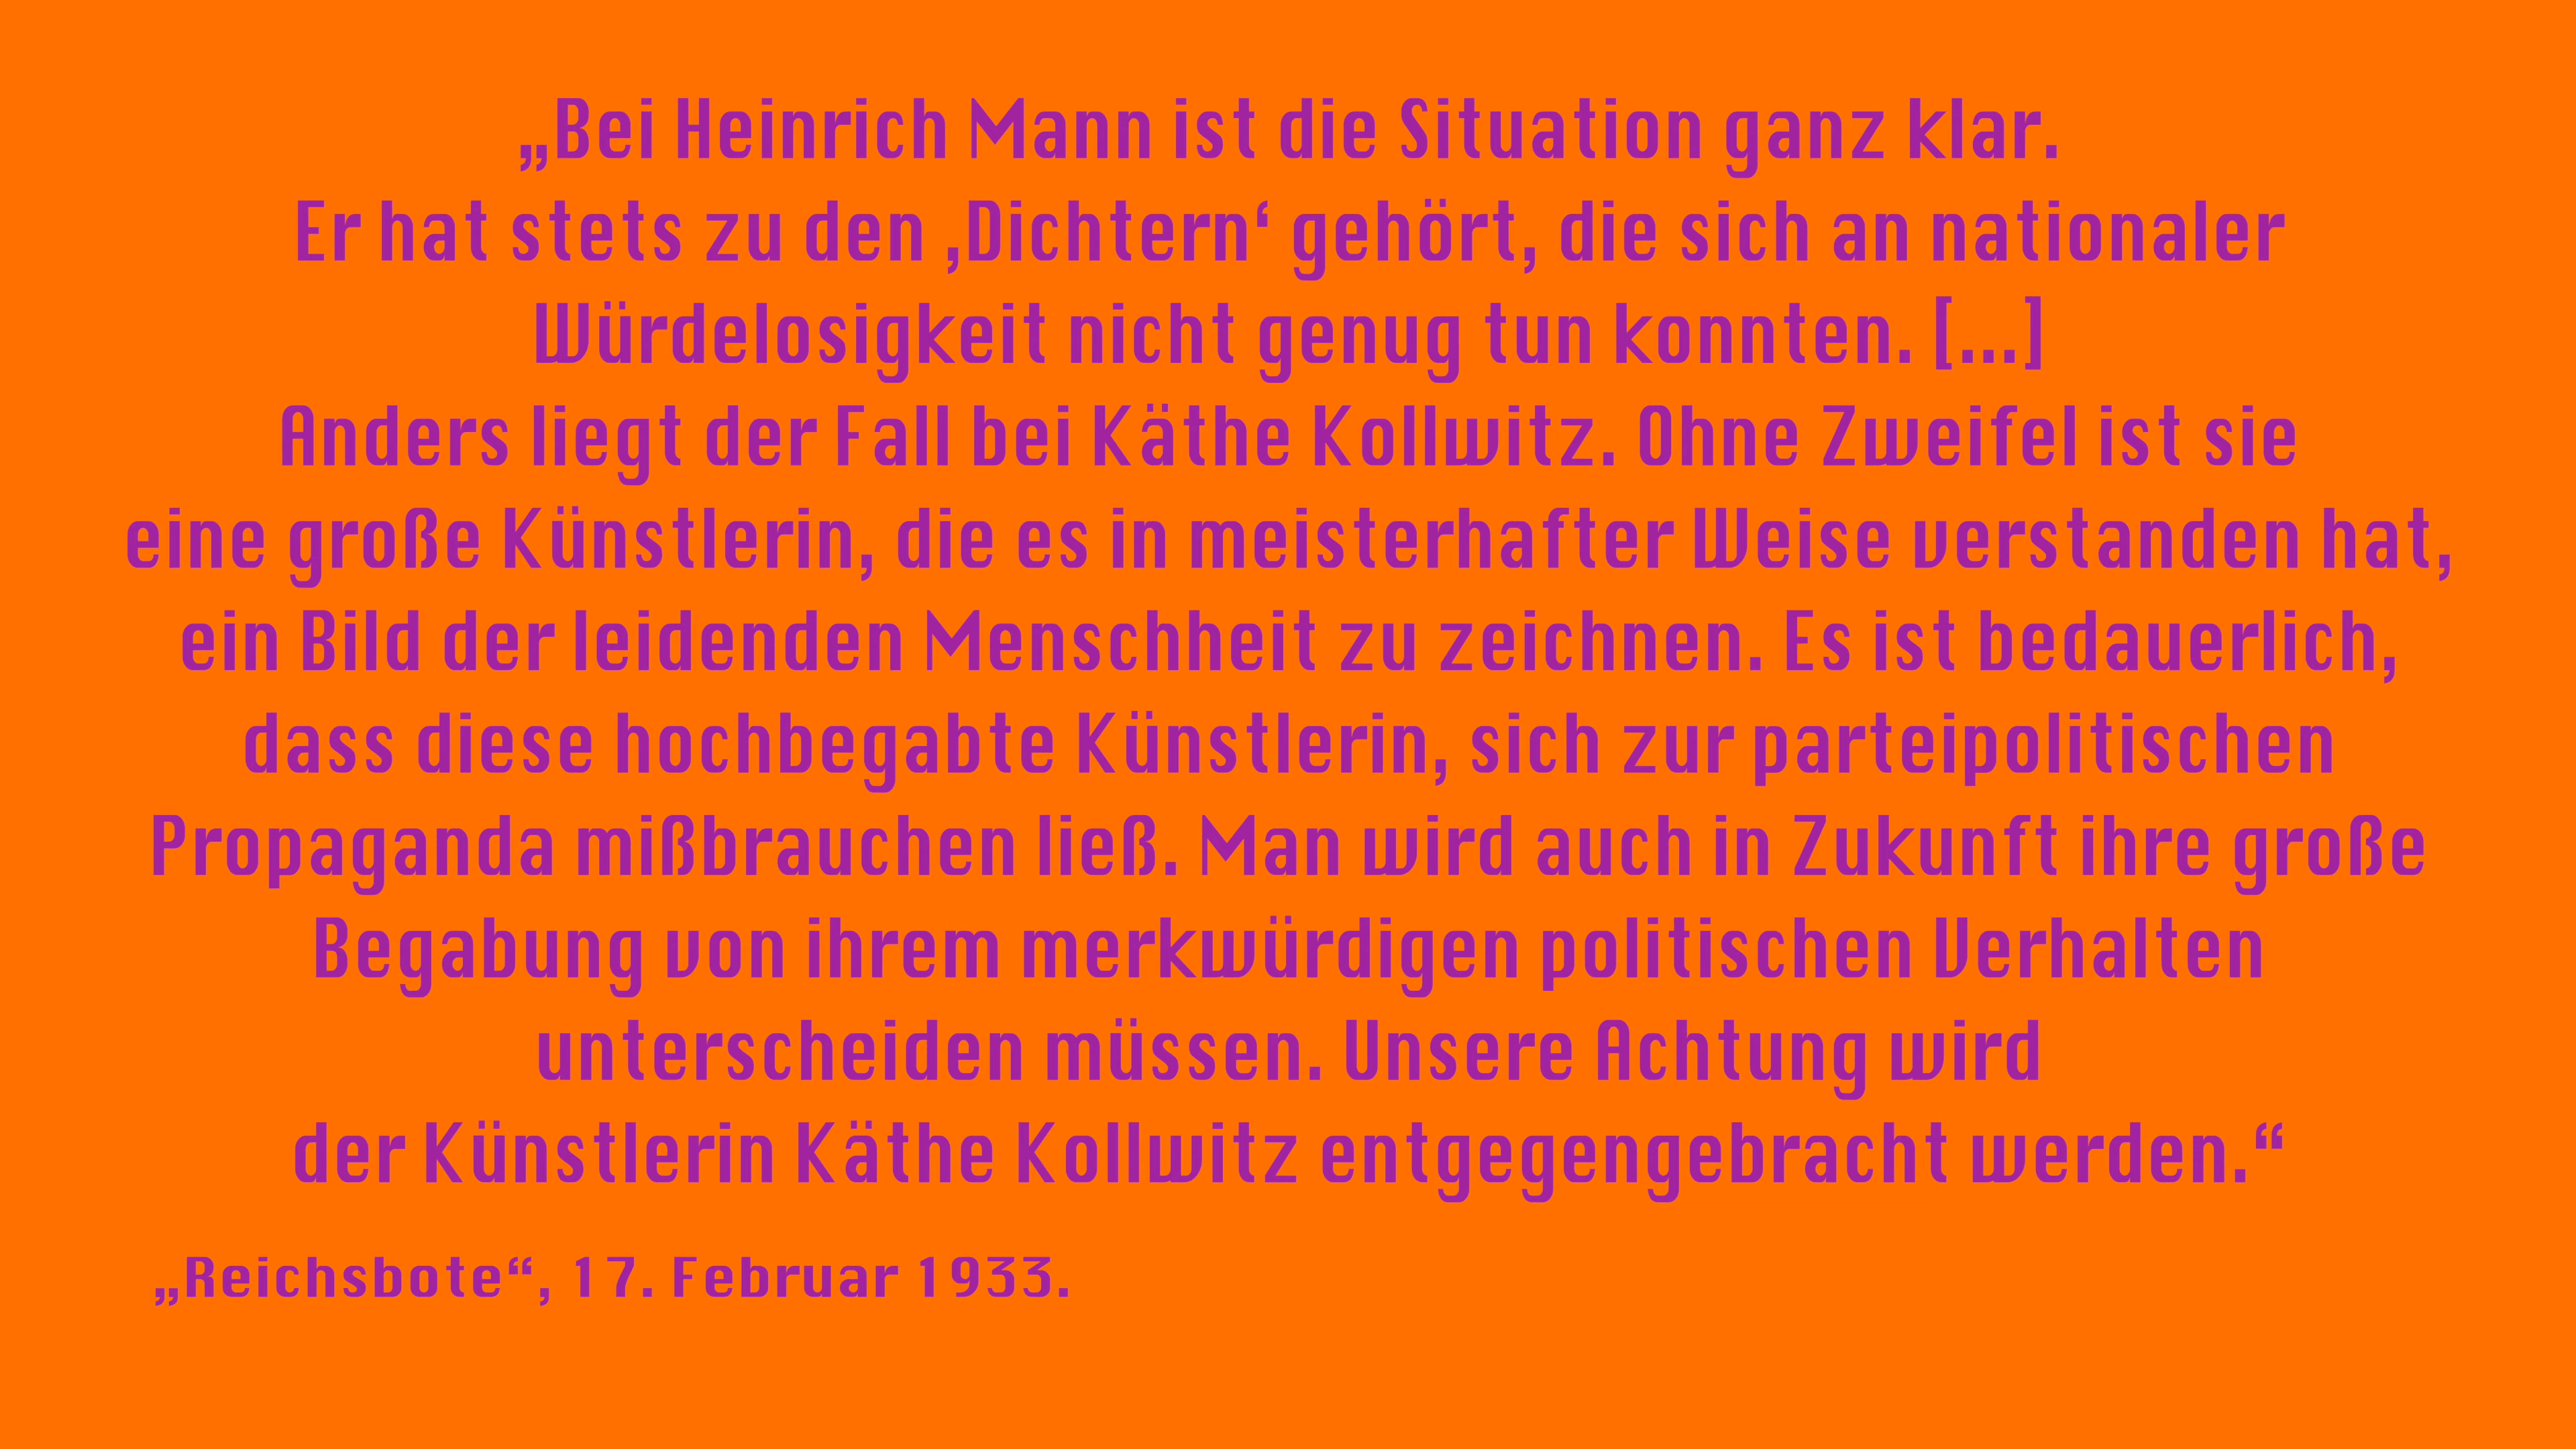 „Bei Heinrich Mann ist die Situation ganz klar.
Er hat stets zu den ‚Dichtern‘ gehört, die sich an nationaler
Würdelosigkeit nicht genug tun konnten. [...]
Anders liegt der Fall bei Käthe Kollwitz. Ohne Zweifel ist sie
eine große Künstlerin, die es in meisterhafter Weise verstanden hat,
ein Bild der leidenden Menschheit zu zeichnen. Es ist bedauerlich,
dass diese hochbegabte Künstlerin, sich zur parteipolitischen
Propaganda mißbrauchen ließ. Man wird auch in Zukunft ihre große
Begabung von ihrem merkwürdigen politischen Verhalten
unterscheiden müssen. Unsere Achtung wird
der Künstlerin Käthe Kollwitz entgegengebracht werden.“
„Reichsbote“, 17. Februar 1933.